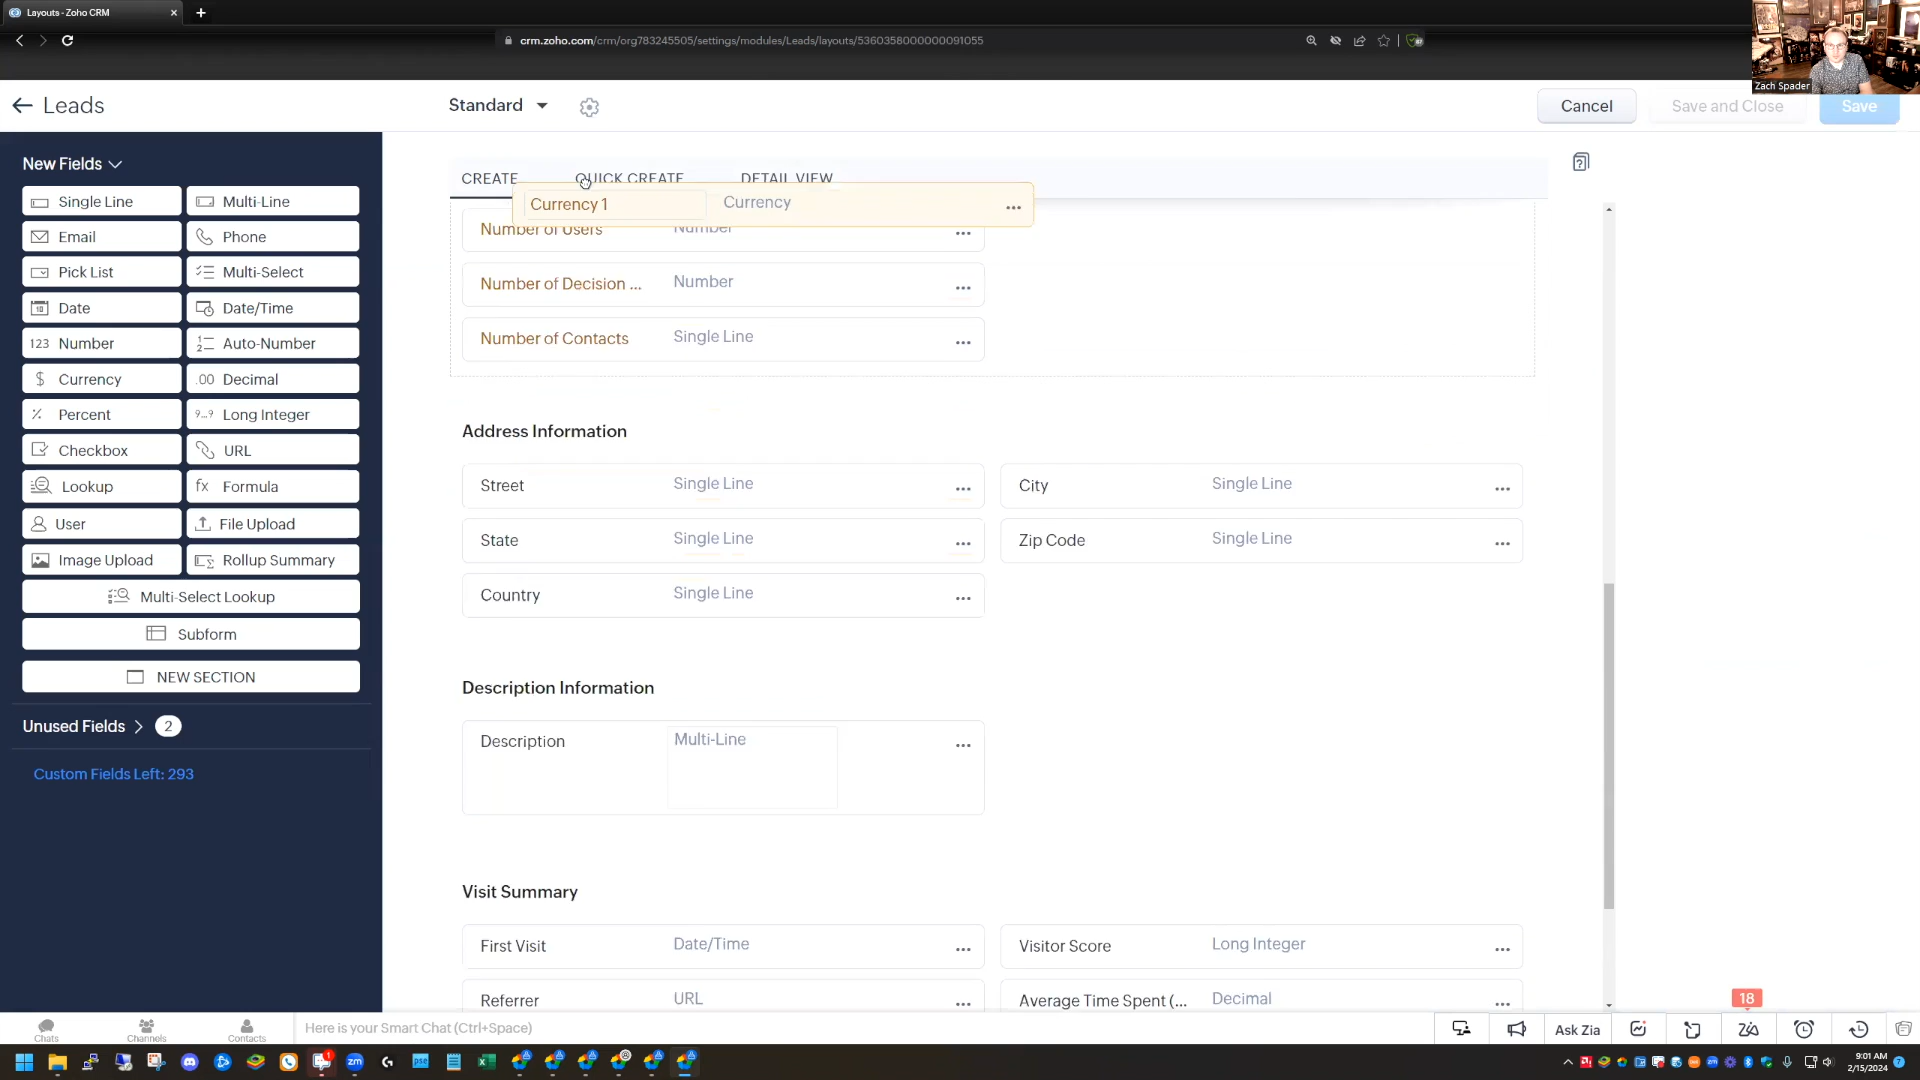 Layouts - Zoho CRM
crm.zoho.com/crm/org783245505/settings/modules/Leads/layouts/5360358000000091055
Zach Spader
Leads
Standard
Cancel
Save and Close
Save
New Fields
Single Line
Multi-Line
Email
Phone
Pick List
Multi-Select
Date
Date/Time
123 Number
Auto-Number
$ Currency
.00 Decimal
% Percent
9...9 Long Integer
Checkbox
URL
Lookup
fx Formula
User
File Upload
Image Upload
Rollup Summary
Multi-Select Lookup
Subform
NEW SECTION
Unused Fields 2
Custom Fields Left: 293
CREATE
QUICK CREATE
DETAIL VIEW
Currency 1 Currency ...
Number of Users Number ...
Number of Decision ... Number ...
Number of Contacts Single Line ...
Address Information
Street Single Line ...
City Single Line ...
State Single Line ...
Zip Code Single Line ...
Country Single Line ...
Description Information
Description Multi-Line ...
Visit Summary
First Visit Date/Time ...
Visitor Score Long Integer ...
Referrer URL ...
Average Time Spent (... Decimal ...
18
Chats
Channels
Contacts
Here is your Smart Chat (Ctrl+Space)
Ask Zia
9:01 AM
2/15/2024